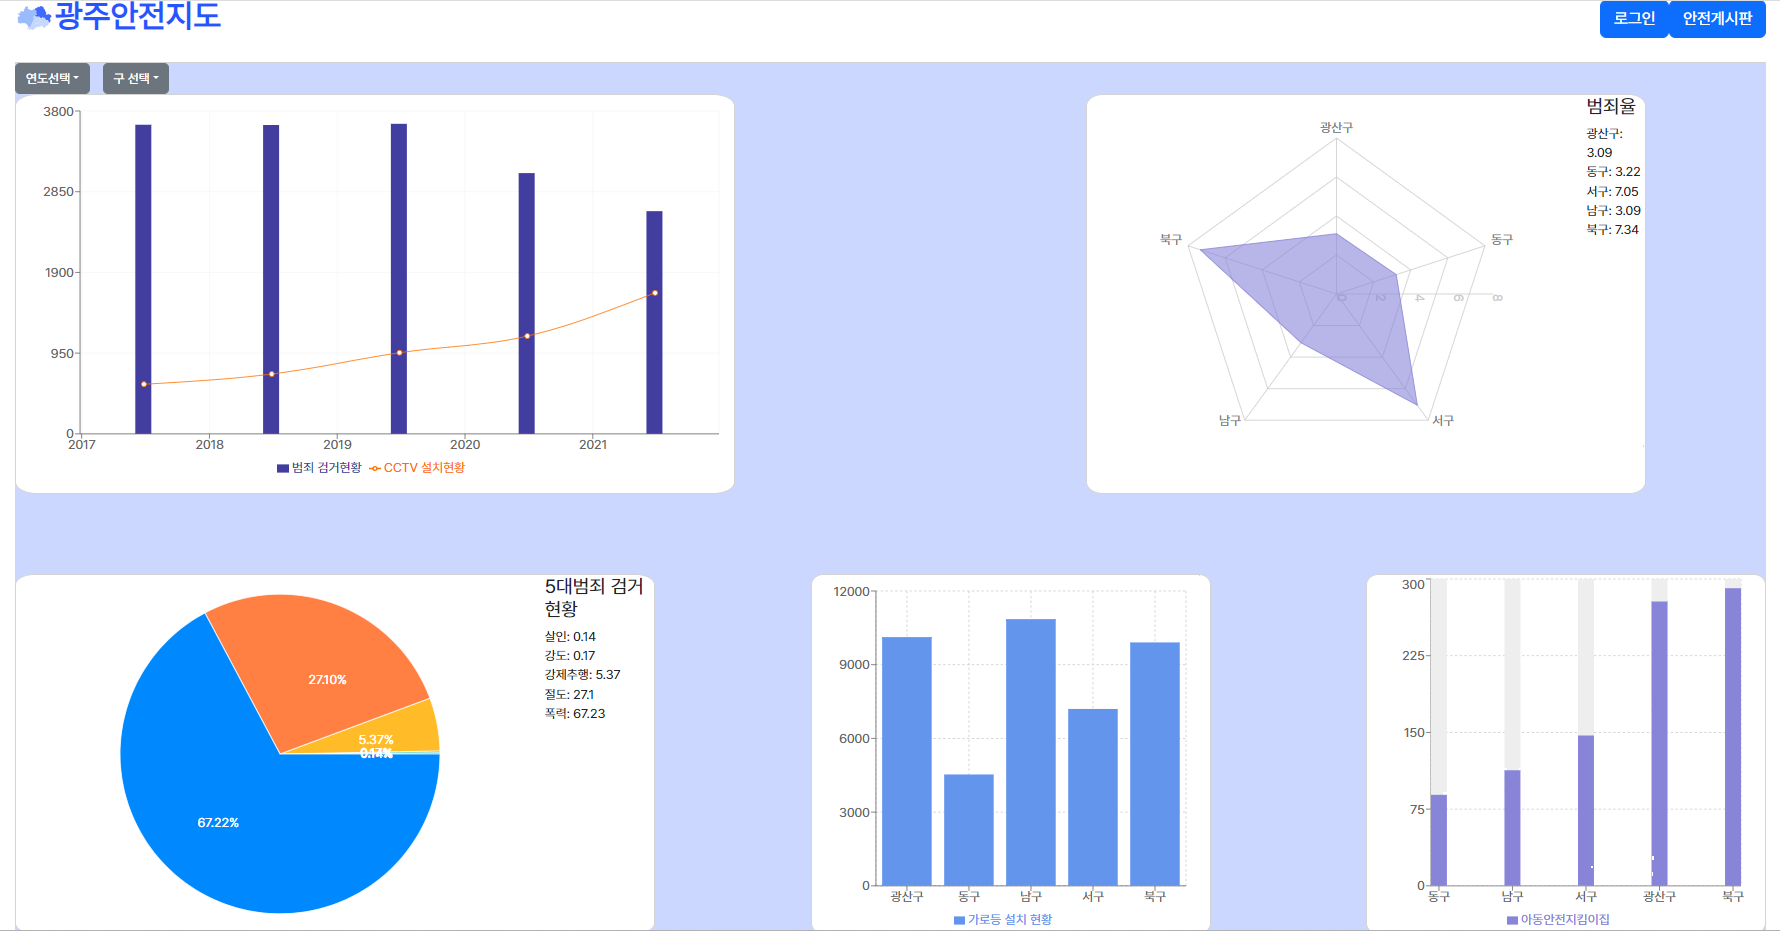 광주안전지도
로그인
안전게시판
연도선택
구 선택
3800
2850
1900
950
0
2017 2018 2019 2020 2021
범죄 검거현황 CCTV 설치현황
광산구
동구
서구
남구
북구
0 2 4 6 8
범죄율
광산구:
3.09
동구: 3.22
서구: 7.05
남구: 3.09
북구: 7.34
27.10%
5.37%
67.22%
5대범죄 검거
현황
살인: 0.14
강도: 0.17
강제추행: 5.37
절도: 27.1
폭력: 67.23
12000
9000
6000
3000
0
광산구 동구 남구 서구 북구
가로등 설치 현황
300
225
150
75
0
동구 남구 서구 광산구 북구
아동안전지킴이집